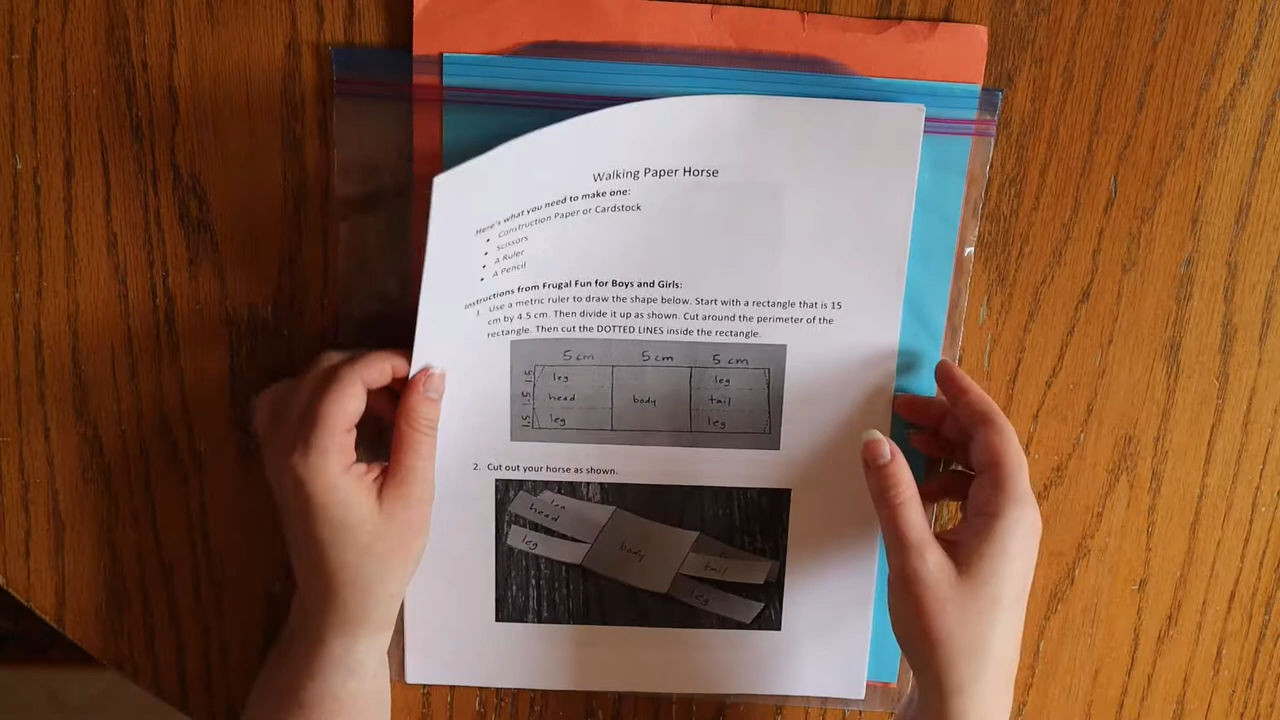 Walking Paper Horse
Here's what you need to make one:
• Construction Paper or Cardstock
• Scissors
• A Ruler
• A Pencil
Instructions from Frugal Fun for Boys and Girls:
1. Use a metric ruler to draw the shape below. Start with a rectangle that is 15
cm by 4.5 cm. Then divide it up as shown. Cut around the perimeter of the
rectangle. Then cut the DOTTED LINES inside the rectangle.
5 cm 5 cm 5 cm
1.5 leg leg
1.5 head body tail
1.5 leg leg
2. Cut out your horse as shown.
leg
head
leg body tail
leg